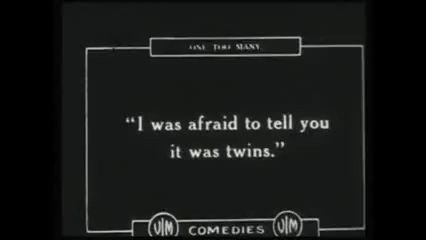 ONE TOO MANY
“I was afraid to tell you
it was twins.”
VIM COMEDIES VIM